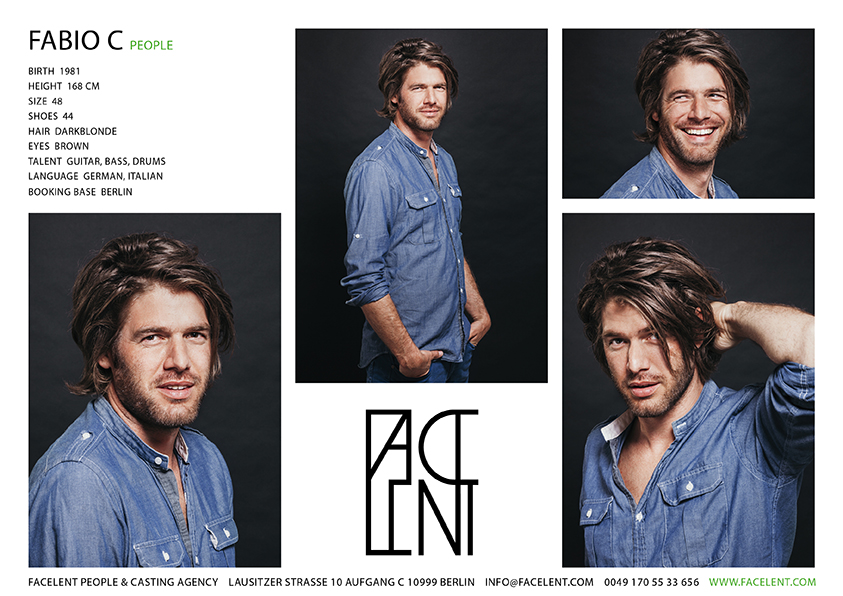 FABIO C PEOPLE
BIRTH 1981
HEIGHT 168 CM
SIZE 48
SHOES 44
HAIR DARKBLONDE
EYES BROWN
TALENT GUITAR, BASS, DRUMS
LANGUAGE GERMAN, ITALIAN
BOOKING BASE BERLIN
FACELENT
FACELENT PEOPLE & CASTING AGENCY LAUSITZER STRASSE 10 AUFGANG C 10999 BERLIN INFO@FACELENT.COM 0049 170 55 33 656 WWW.FACELENT.COM